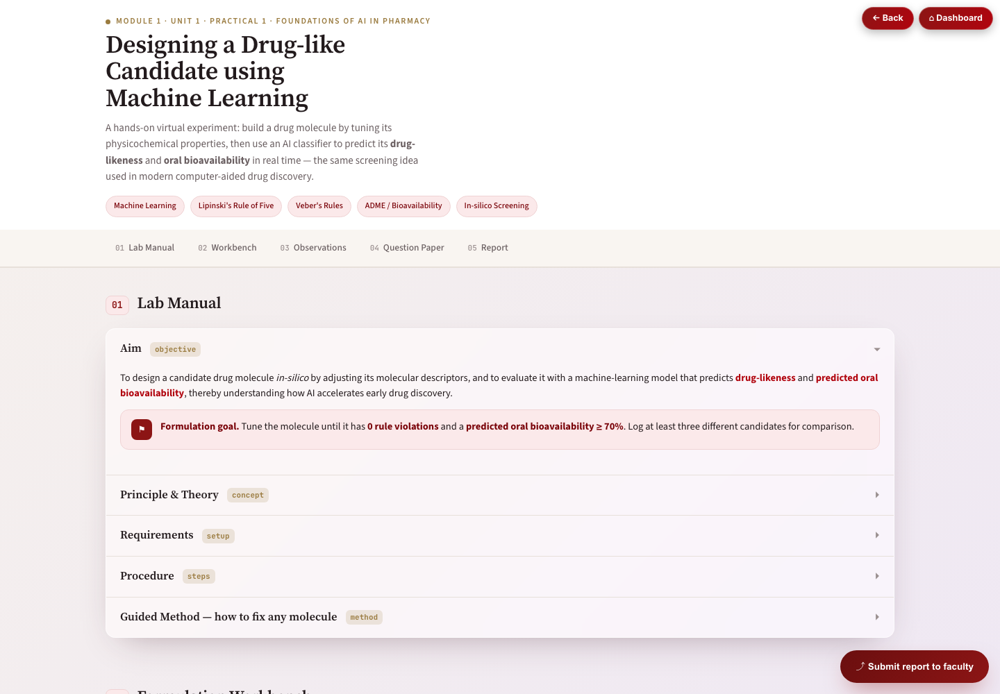 MODULE 1 · UNIT 1 · PRACTICAL 1 · FOUNDATIONS OF AI IN PHARMACY
← Back
⌂ Dashboard
Designing a Drug-like
Candidate using
Machine Learning
A hands-on virtual experiment: build a drug molecule by tuning its
physicochemical properties, then use an AI classifier to predict its drug-
likeness and oral bioavailability in real time — the same screening idea
used in modern computer-aided drug discovery.
Machine Learning
Lipinski's Rule of Five
Veber's Rules
ADME / Bioavailability
In-silico Screening
01 Lab Manual
02 Workbench
03 Observations
04 Question Paper
05 Report
01 Lab Manual
Aim objective
To design a candidate drug molecule in-silico by adjusting its molecular descriptors, and to evaluate it with a machine-learning model that predicts drug-likeness and predicted oral
bioavailability, thereby understanding how AI accelerates early drug discovery.
Formulation goal. Tune the molecule until it has 0 rule violations and a predicted oral bioavailability ≥ 70%. Log at least three different candidates for comparison.
Principle & Theory concept
Requirements setup
Procedure steps
Guided Method — how to fix any molecule method
⤴ Submit report to faculty
Formulation Workbench